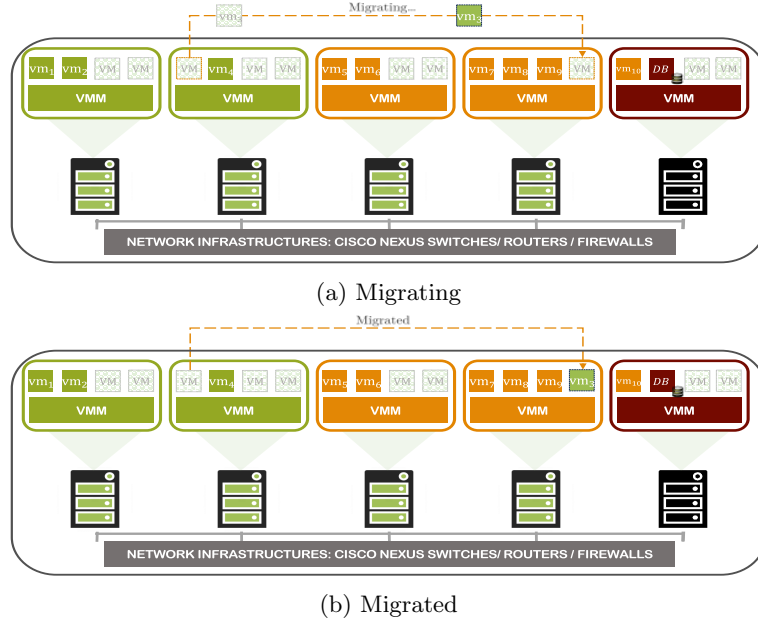 Migrating...
vm vm₃
vm₁ vm₂ VM VM VM vm₄ VM VM vm₅ vm₆ VM VM vm₇ vm₈ vm₉ VM vm₁₀ DB VM VM
VMM VMM VMM VMM VMM
NETWORK INFRASTRUCTURES: CISCO NEXUS SWITCHES/ ROUTERS / FIREWALLS
(a) Migrating
Migrated
vm₁ vm₂ VM VM VM vm₄ VM VM vm₅ vm₆ VM VM vm₇ vm₈ vm₉ vm₃ vm₁₀ DB VM VM
VMM VMM VMM VMM VMM
NETWORK INFRASTRUCTURES: CISCO NEXUS SWITCHES/ ROUTERS / FIREWALLS
(b) Migrated